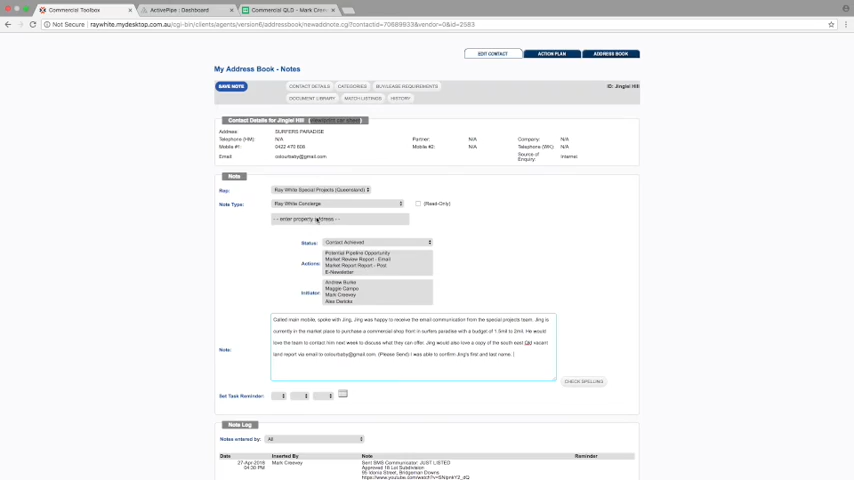 Commercial Toolbox
ActivePipe | Dashboard
Commercial QLD - Mark Creev
Not Secure | raywhite.mydesktop.com.au/cgi-bin/clients/agents/version6/addressbook/newaddnote.cgi?contactid=70689933&vendor=0&id=2583
EDIT CONTACT
ACTION PLAN
ADDRESS BOOK
My Address Book - Notes
SAVE NOTE
CONTACT DETAILS
CATEGORIES
BUY/LEASE REQUIREMENTS
ID: Jinglei Hill
DOCUMENT LIBRARY
MATCH LISTINGS
HISTORY
Contact Details for Jinglei Hill
Address
SURFERS PARADISE
Telephone (HM)
N/A
Partner:
N/A
Company:
N/A
Mobile #1:
0422 470 808
Mobile #2:
N/A
Telephone (WK):
N/A
Email
colourbaby@gmail.com
Source of Enquiry:
Internet
Note
Rep:
Ray White Special Projects (Queensland)
Note Type:
Ray White Concierge
(Read-Only)
-- enter property address --
Status:
Contact Achieved
Actions:
Potential Pipeline Opportunity
Market Review Report - Email
Market Report Report - Post
E-Newsletter
Initiator:
Andrew Burke
Maggie Campo
Mark Creevey
Alex Dericks
Note:
Called main mobile, spoke with Jing, Jing was happy to receive the email communication from the special projects team. Jing is
currently in the market place to purchase a commercial shop front in surfers paradise with a budget of 1.5mil to 2mil. He would
love the team to contact him next week to discuss what they can offer. Jing would also love a copy of the south east Qld vacant
land report via email to colourbaby@gmail.com. (Please Send) I was able to confirm Jing's first and last name.
CHECK SPELLING
Set Task Reminder:
Note Log
Notes entered by:
All
Date
Inserted By
Note
Reminder
27-Apr-2018
04:30 PM
Mark Creevey
Sent SMS Communicator: JUST LISTED
Approved 16 Lot Subdivision
95 Idonia Street, Bridgeman Downs